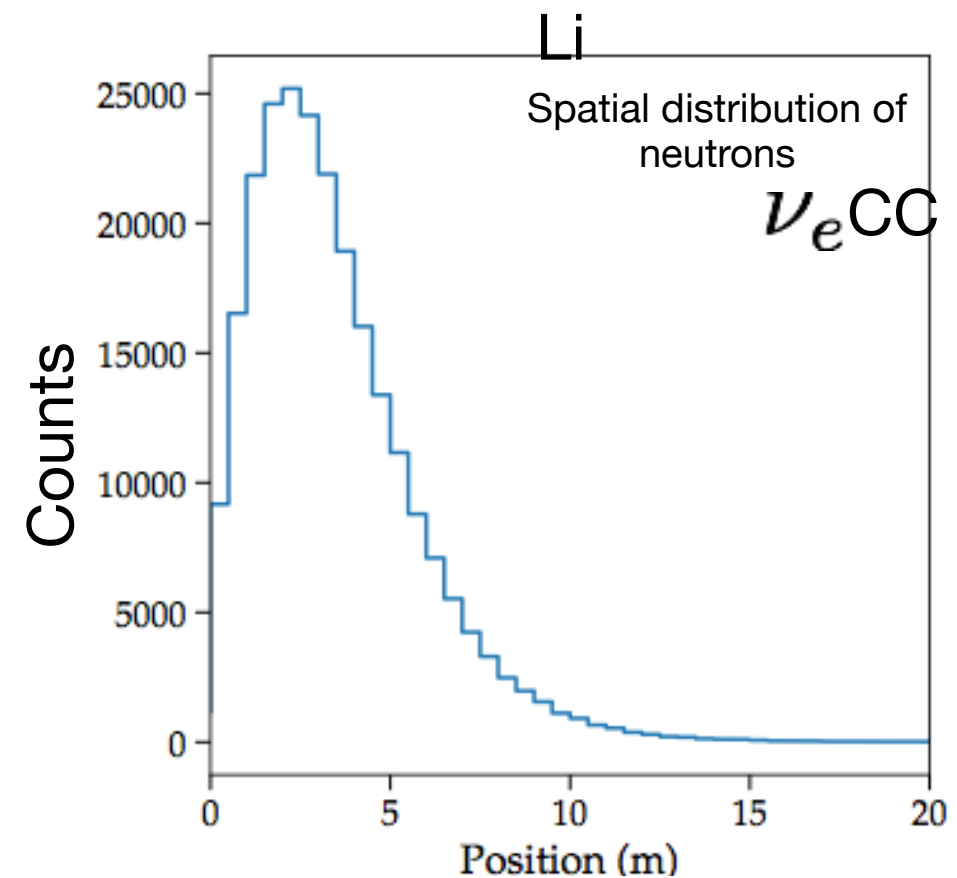 Li
Spatial distribution of
neutrons
νₑCC
Counts
25000
20000
15000
10000
5000
0
0 5 10 15 20
Position (m)